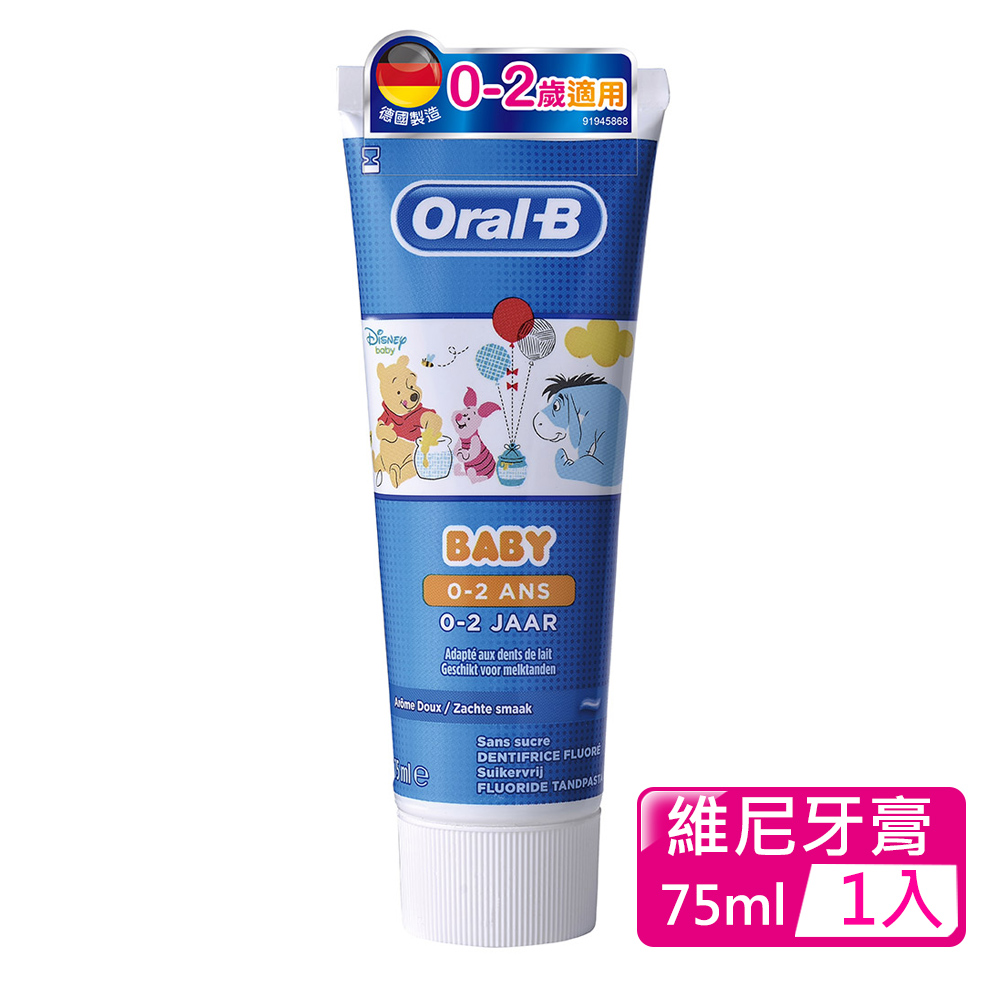 德國製造
0-2歲適用
91945868
Oral-B
Disney
baby
BABY
0-2 ANS
0-2 JAAR
Adapté aux dents de lait
Geschikt voor melktanden
Arôme Doux / Zachte smaak
Sans sucre
DENTIFRICE FLUORÉ
Suikervrij
FLUORIDE TANDPASTA
75ml e
維尼牙膏
75ml 1入